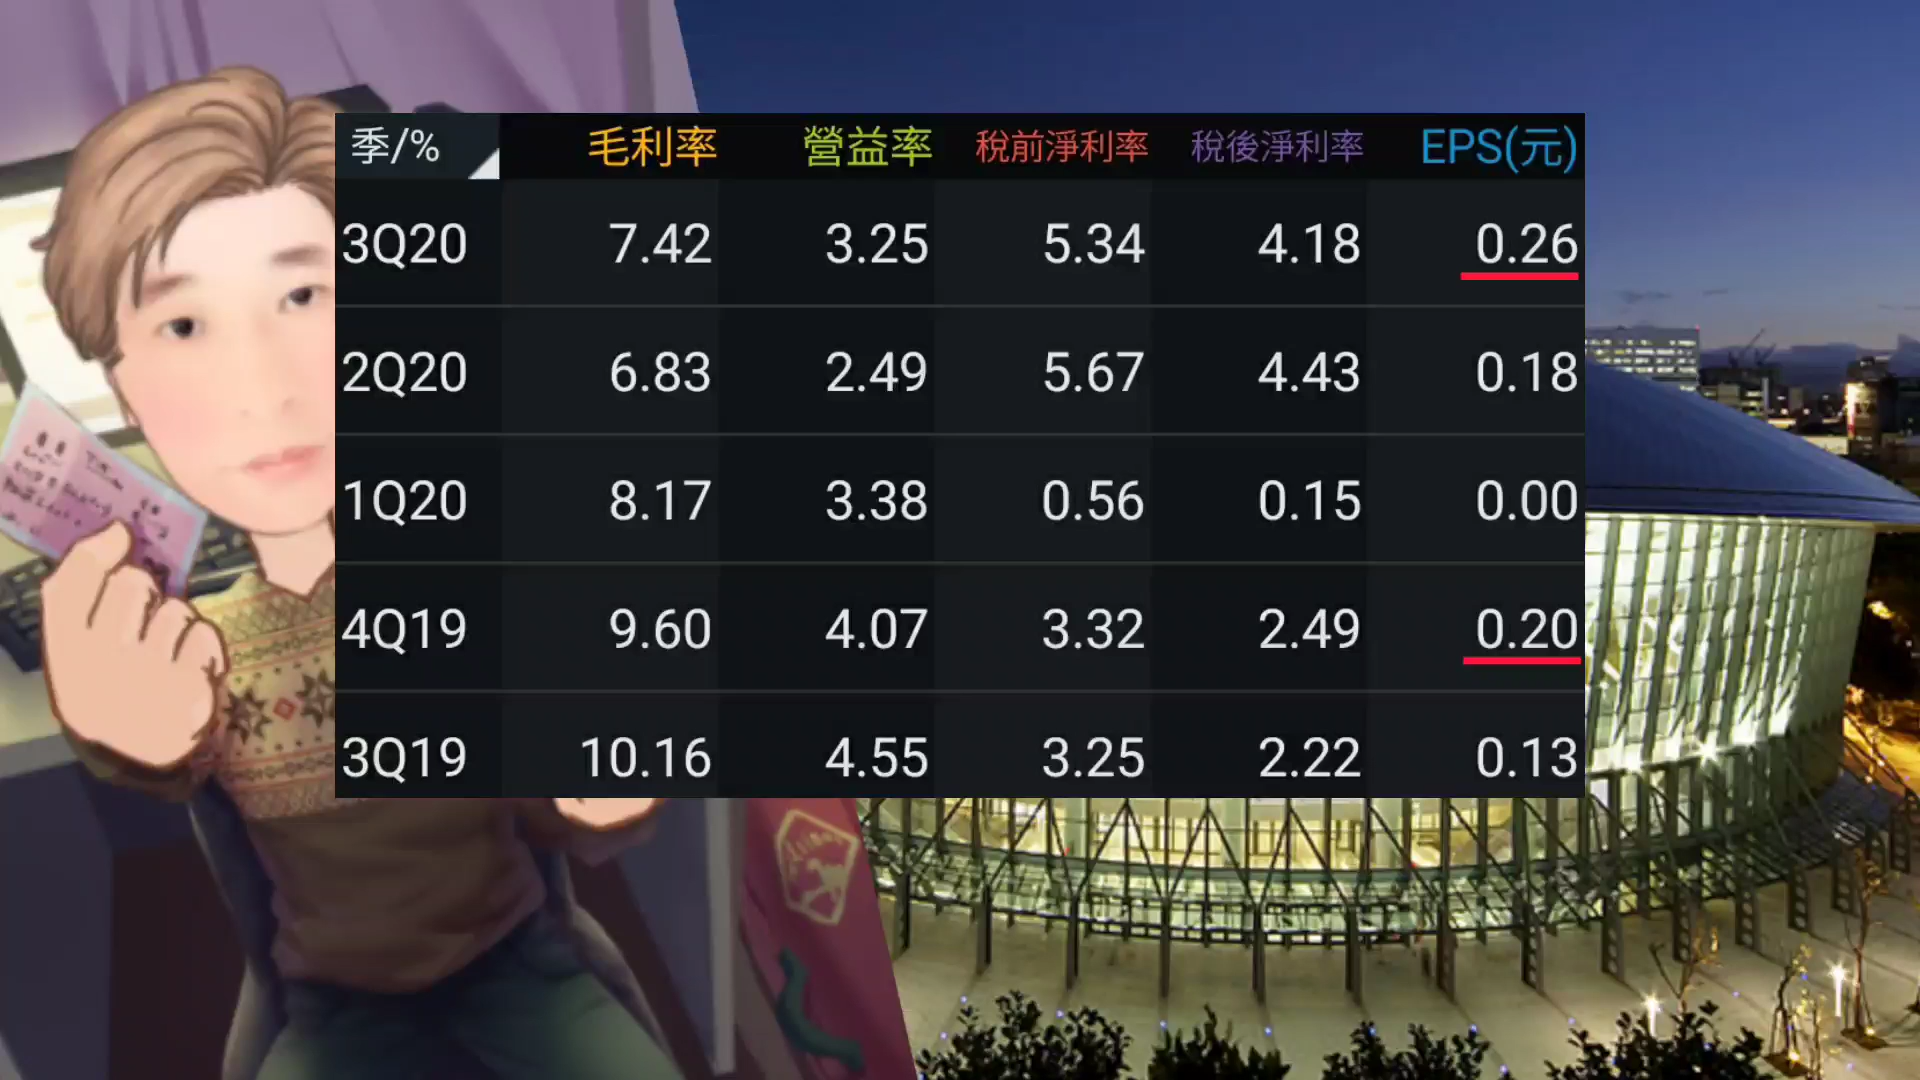 季/% 毛利率 營益率 稅前淨利率 稅後淨利率 EPS(元)
3Q20 7.42 3.25 5.34 4.18 0.26
2Q20 6.83 2.49 5.67 4.43 0.18
1Q20 8.17 3.38 0.56 0.15 0.00
4Q19 9.60 4.07 3.32 2.49 0.20
3Q19 10.16 4.55 3.25 2.22 0.13